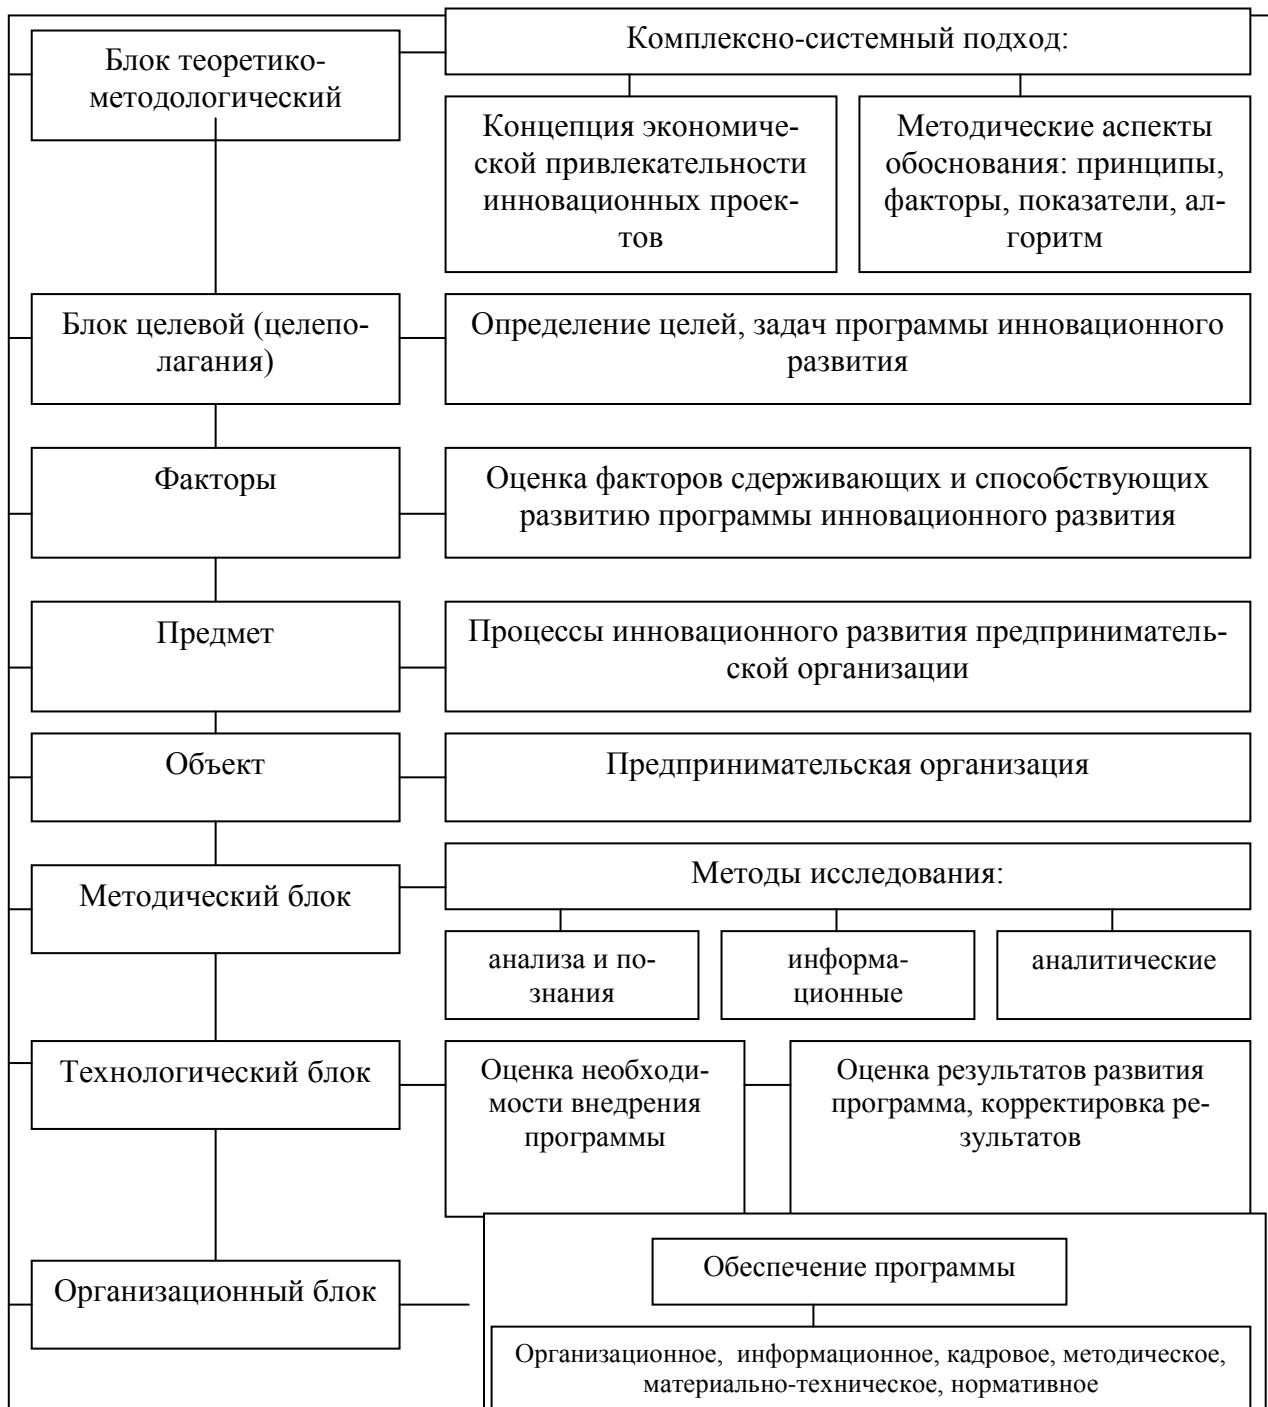 Комплексно-системный подход:
Блок теоретико-
методологический
Концепция экономиче-
ской привлекательности
инновационных проек-
тов
Методические аспекты
обоснования: принципы,
факторы, показатели, ал-
горитм
Блок целевой (целепо-
лагания)
Определение целей, задач программы инновационного
развития
Факторы
Оценка факторов сдерживающих и способствующих
развитию программы инновационного развития
Предмет
Процессы инновационного развития предприниматель-
ской организации
Объект
Предпринимательская организация
Методический блок
Методы исследования:
анализа и по-
знания
информа-
ционные
аналитические
Технологический блок
Оценка необходи-
мости внедрения
программы
Оценка результатов развития
программа, корректировка ре-
зультатов
Организационный блок
Обеспечение программы
Организационное, информационное, кадровое, методическое,
материально-техническое, нормативное